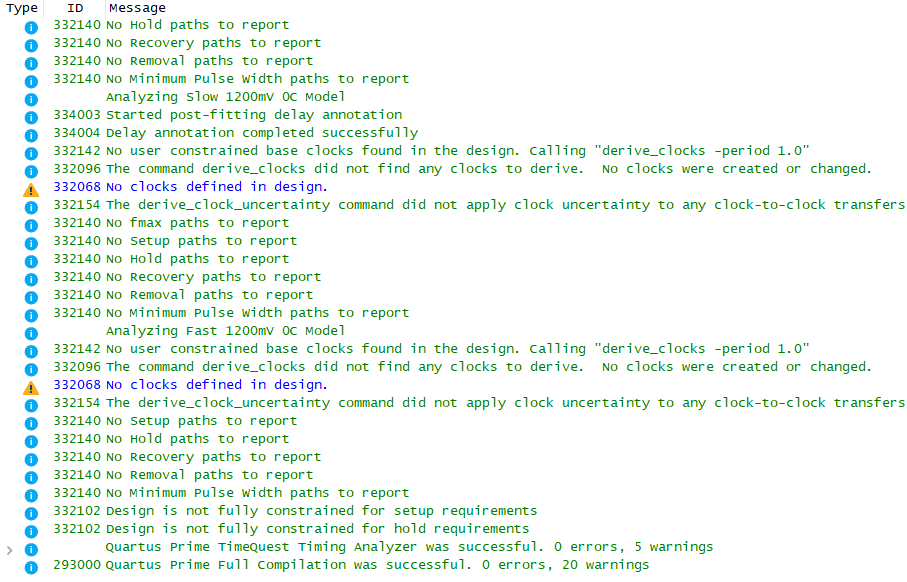 Type ID Message
332140 No Hold paths to report
332140 No Recovery paths to report
332140 No Removal paths to report
332140 No Minimum Pulse Width paths to report
Analyzing Slow 1200mV 0C Model
334003 Started post-fitting delay annotation
334004 Delay annotation completed successfully
332142 No user constrained base clocks found in the design. Calling "derive_clocks -period 1.0"
332096 The command derive_clocks did not find any clocks to derive.  No clocks were created or changed.
332068 No clocks defined in design.
332154 The derive_clock_uncertainty command did not apply clock uncertainty to any clock-to-clock transfers
332140 No fmax paths to report
332140 No Setup paths to report
332140 No Hold paths to report
332140 No Recovery paths to report
332140 No Removal paths to report
332140 No Minimum Pulse Width paths to report
Analyzing Fast 1200mV 0C Model
332142 No user constrained base clocks found in the design. Calling "derive_clocks -period 1.0"
332096 The command derive_clocks did not find any clocks to derive.  No clocks were created or changed.
332068 No clocks defined in design.
332154 The derive_clock_uncertainty command did not apply clock uncertainty to any clock-to-clock transfers
332140 No Setup paths to report
332140 No Hold paths to report
332140 No Recovery paths to report
332140 No Removal paths to report
332140 No Minimum Pulse Width paths to report
332102 Design is not fully constrained for setup requirements
332102 Design is not fully constrained for hold requirements
Quartus Prime TimeQuest Timing Analyzer was successful. 0 errors, 5 warnings
293000 Quartus Prime Full Compilation was successful. 0 errors, 20 warnings